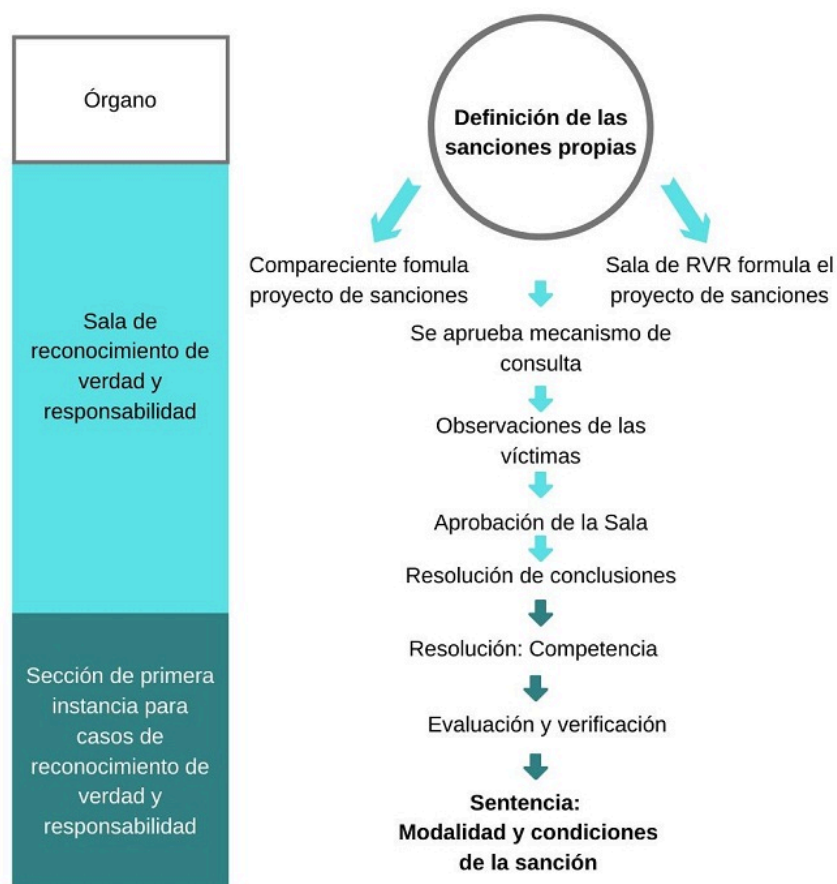 Órgano
Definición de las
sanciones propias
Compareciente fomula
proyecto de sanciones
Sala de RVR formula el
proyecto de sanciones
Sala de
reconocimiento de
verdad y
responsabilidad
Se aprueba mecanismo de
consulta
Observaciones de las
víctimas
Aprobación de la Sala
Resolución de conclusiones
Sección de primera
instancia para
casos de
reconocimiento de
verdad y
responsabilidad
Resolución: Competencia
Evaluación y verificación
Sentencia:
Modalidad y condiciones
de la sanción